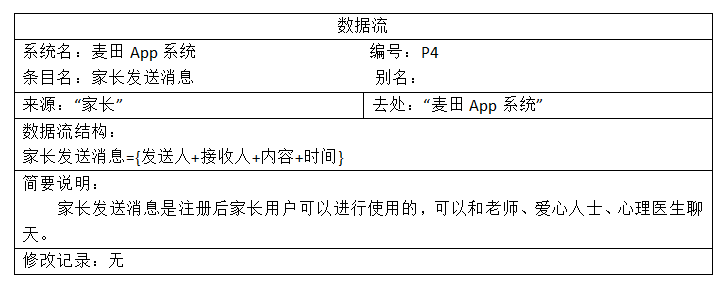 数据流
系统名：麦田 App 系统 编号：P4
条目名：家长发送消息 别名：
来源：“家长” 去处：“麦田 App 系统”
数据流结构：
家长发送消息={发送人+接收人+内容+时间}
简要说明：
家长发送消息是注册后家长用户可以进行使用的，可以和老师、爱心人士、心理医生聊
天。
修改记录：无